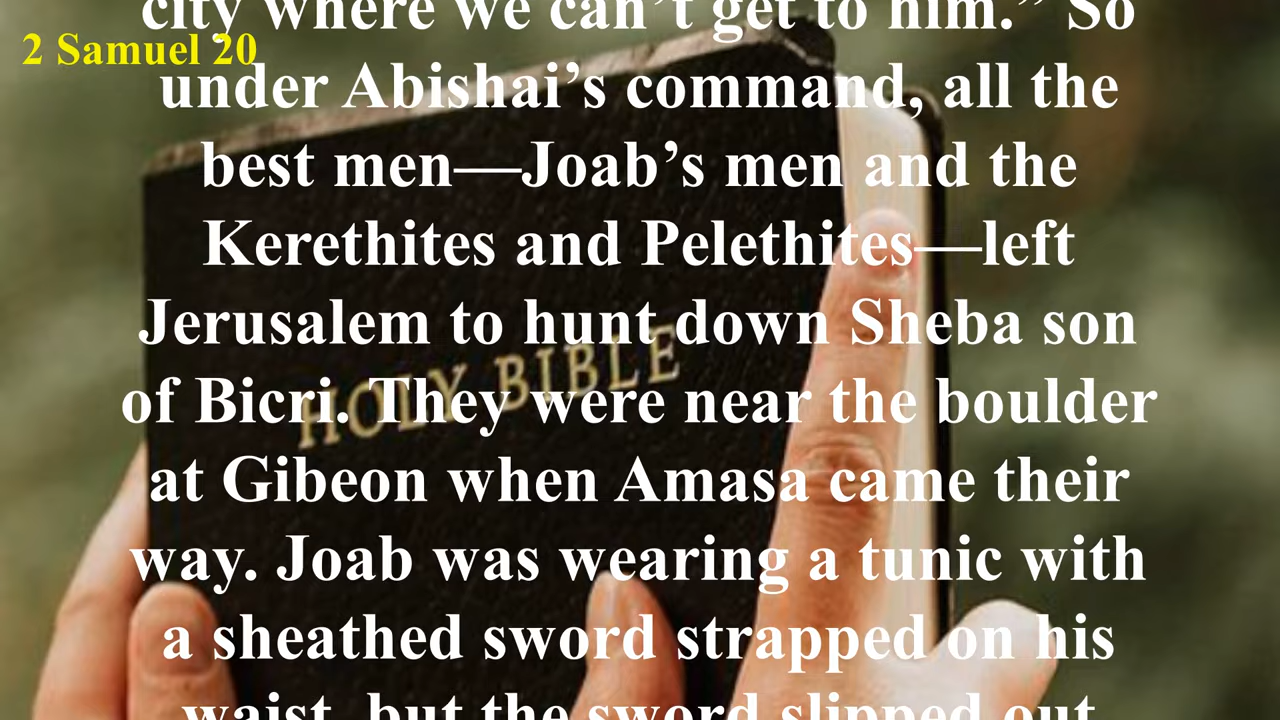 city where we can’t get to him.” So
2 Samuel 20
under Abishai’s command, all the
best men—Joab’s men and the
Kerethites and Pelethites—left
Jerusalem to hunt down Sheba son
HOLY BIBLE
of Bicri. They were near the boulder
at Gibeon when Amasa came their
way. Joab was wearing a tunic with
a sheathed sword strapped on his
waist, but the sword slipped out